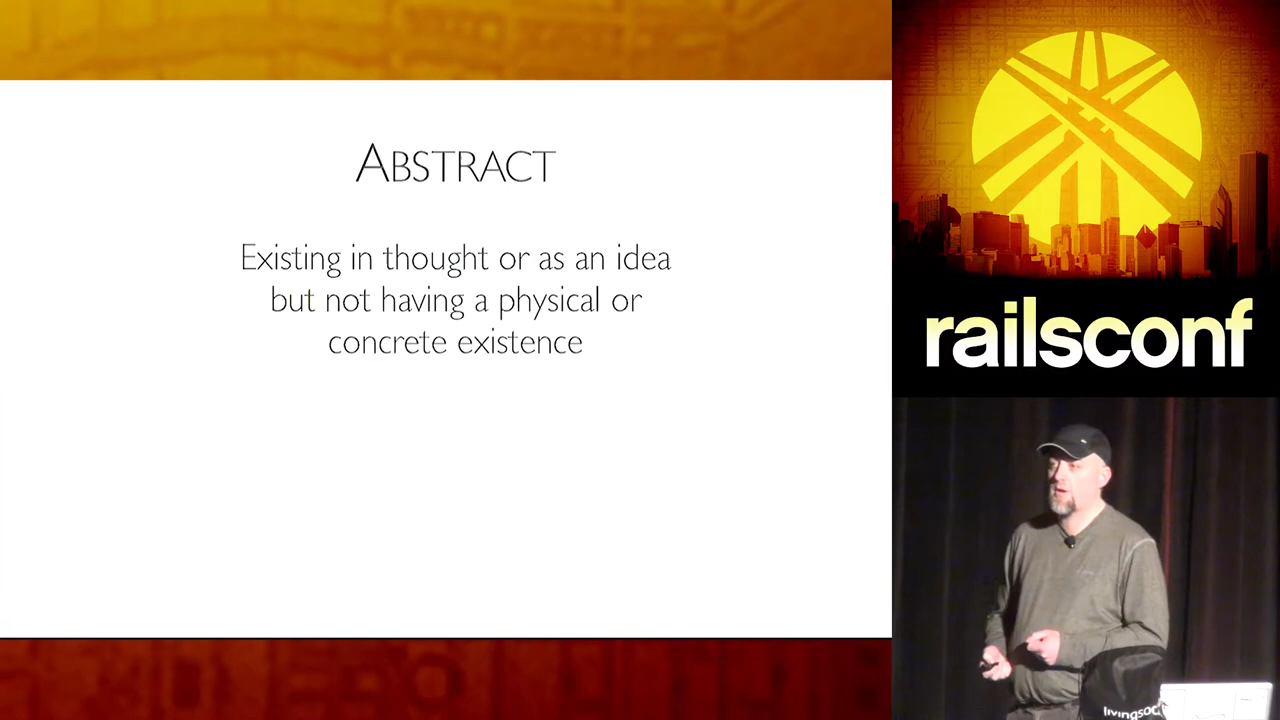 ABSTRACT
Existing in thought or as an idea
but not having a physical or
concrete existence
railsconf